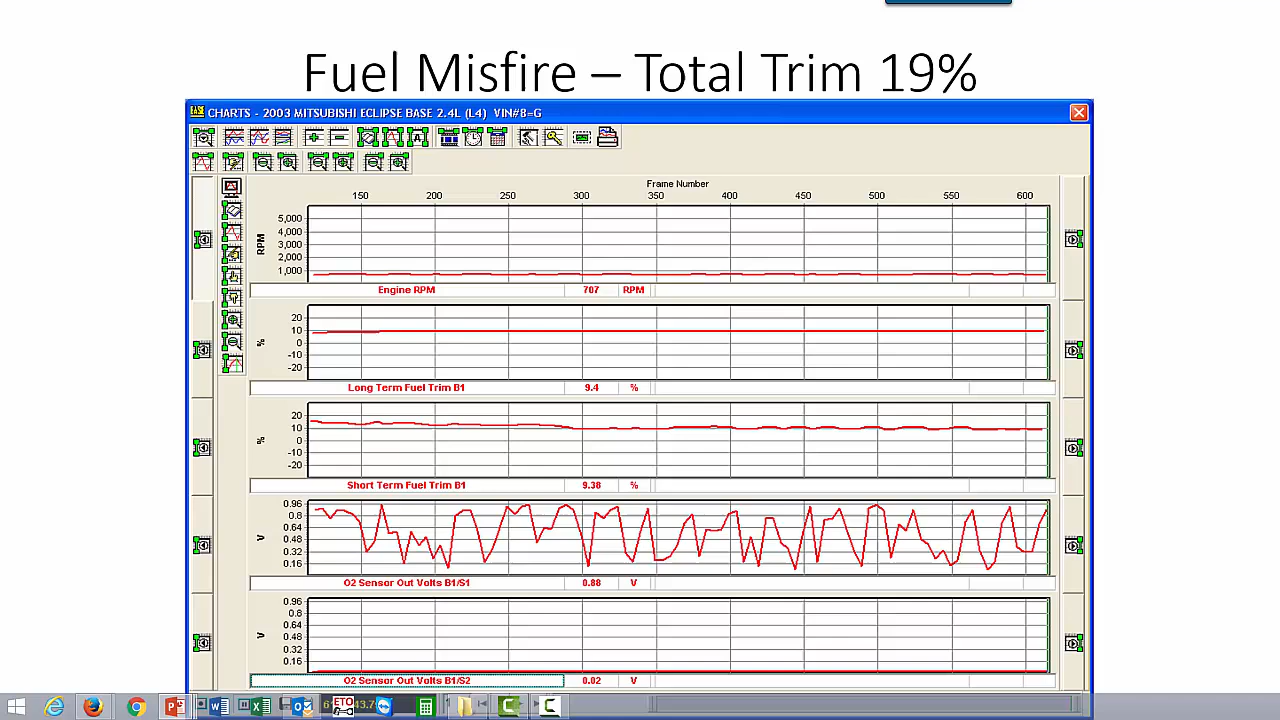 Fuel Misfire – Total Trim 19%
CHARTS - 2003 MITSUBISHI ECLIPSE BASE 2.4L (L4) VIN#8=G
Frame Number
150 200 250 300 350 400 450 500 550 600
RPM
5,000
4,000
3,000
2,000
1,000
Engine RPM 707 RPM
%
20
10
0
-10
-20
Long Term Fuel Trim B1 9.4 %
%
20
10
0
-10
-20
Short Term Fuel Trim B1 9.38 %
V
0.96
0.8
0.64
0.48
0.32
0.16
O2 Sensor Out Volts B1/S1 0.88 V
V
0.96
0.8
0.64
0.48
0.32
0.16
O2 Sensor Out Volts B1/S2 0.02 V
ETO